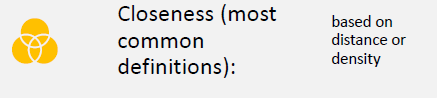 Closeness (most
common
definitions):
based on
distance or
density